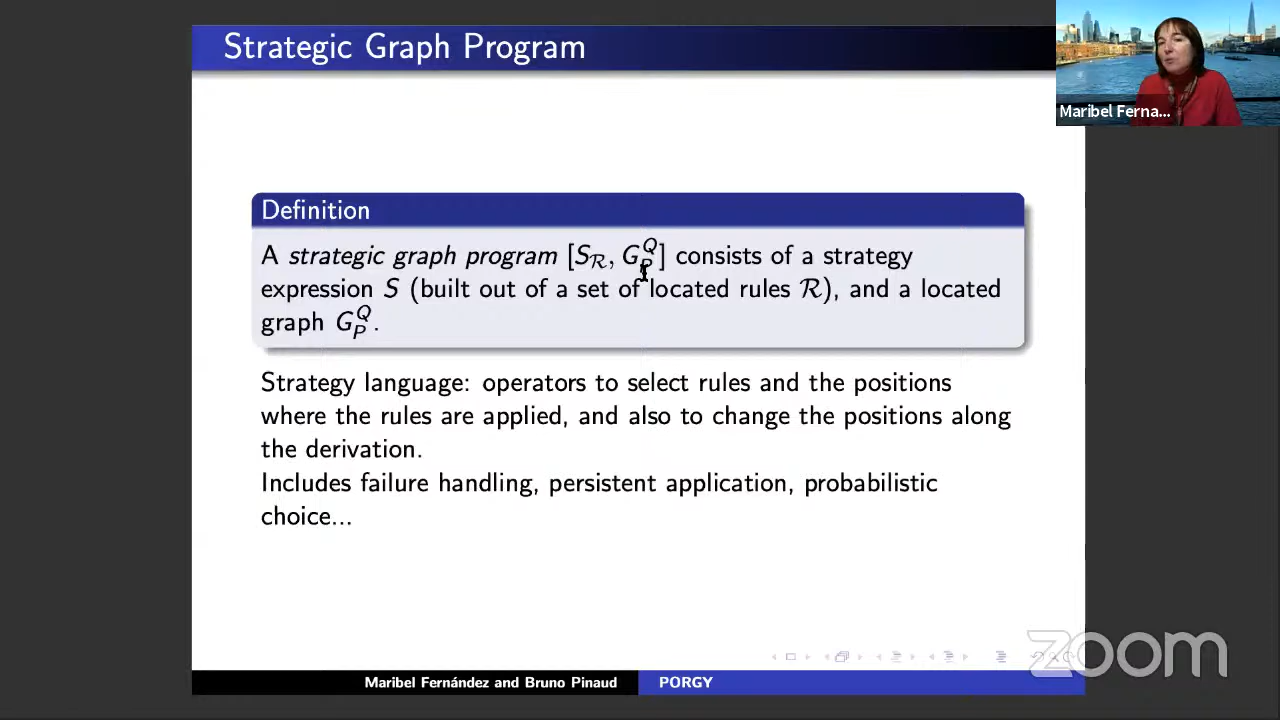 Strategic Graph Program
Maribel Ferna...
Definition
A strategic graph program [S_ℛ, G_P^Q] consists of a strategy
expression S (built out of a set of located rules ℛ), and a located
graph G_P^Q.
Strategy language: operators to select rules and the positions
where the rules are applied, and also to change the positions along
the derivation.
Includes failure handling, persistent application, probabilistic
choice...
zoom
Maribel Fernández and Bruno Pinaud
PORGY